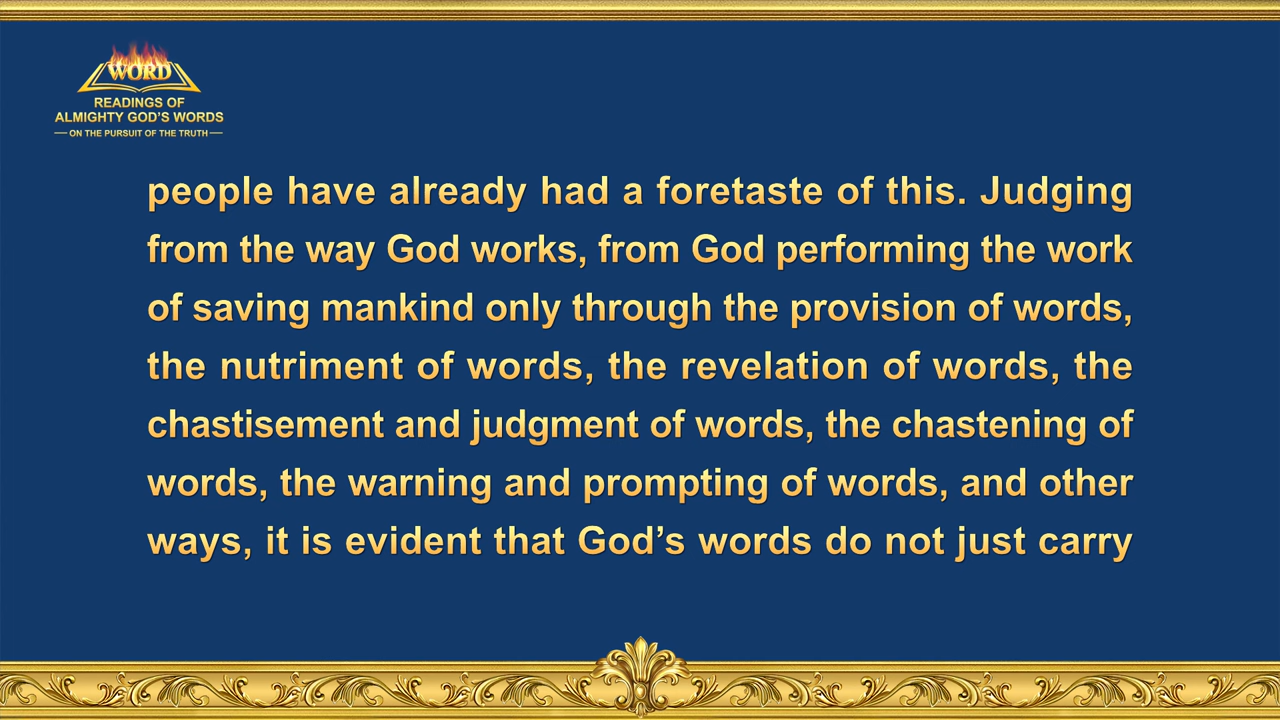 WORD
READINGS OF
ALMIGHTY GOD'S WORDS
— ON THE PURSUIT OF THE TRUTH —
people have already had a foretaste of this. Judging
from the way God works, from God performing the work
of saving mankind only through the provision of words,
the nutriment of words, the revelation of words, the
chastisement and judgment of words, the chastening of
words, the warning and prompting of words, and other
ways, it is evident that God’s words do not just carry